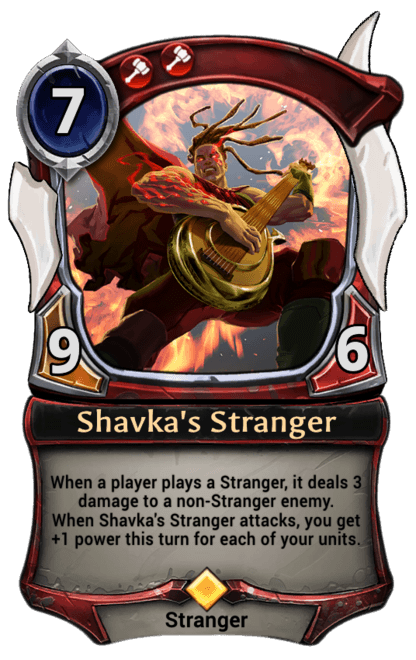 7
9
6
Shavka's Stranger
When a player plays a Stranger, it deals 3
damage to a non-Stranger enemy.
When Shavka's Stranger attacks, you get
+1 power this turn for each of your units.
Stranger